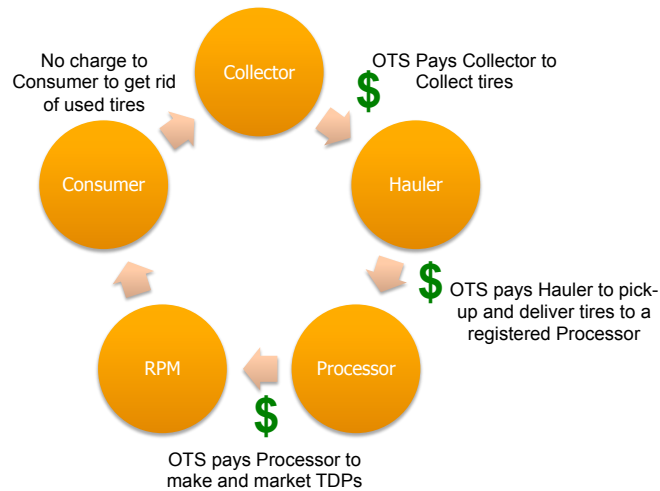 No charge to
Consumer to get rid
of used tires
Collector
OTS Pays Collector to
Collect tires
$
Consumer
Hauler
$
OTS pays Hauler to pick-
up and deliver tires to a
registered Processor
RPM
Processor
$
OTS pays Processor to
make and market TDPs